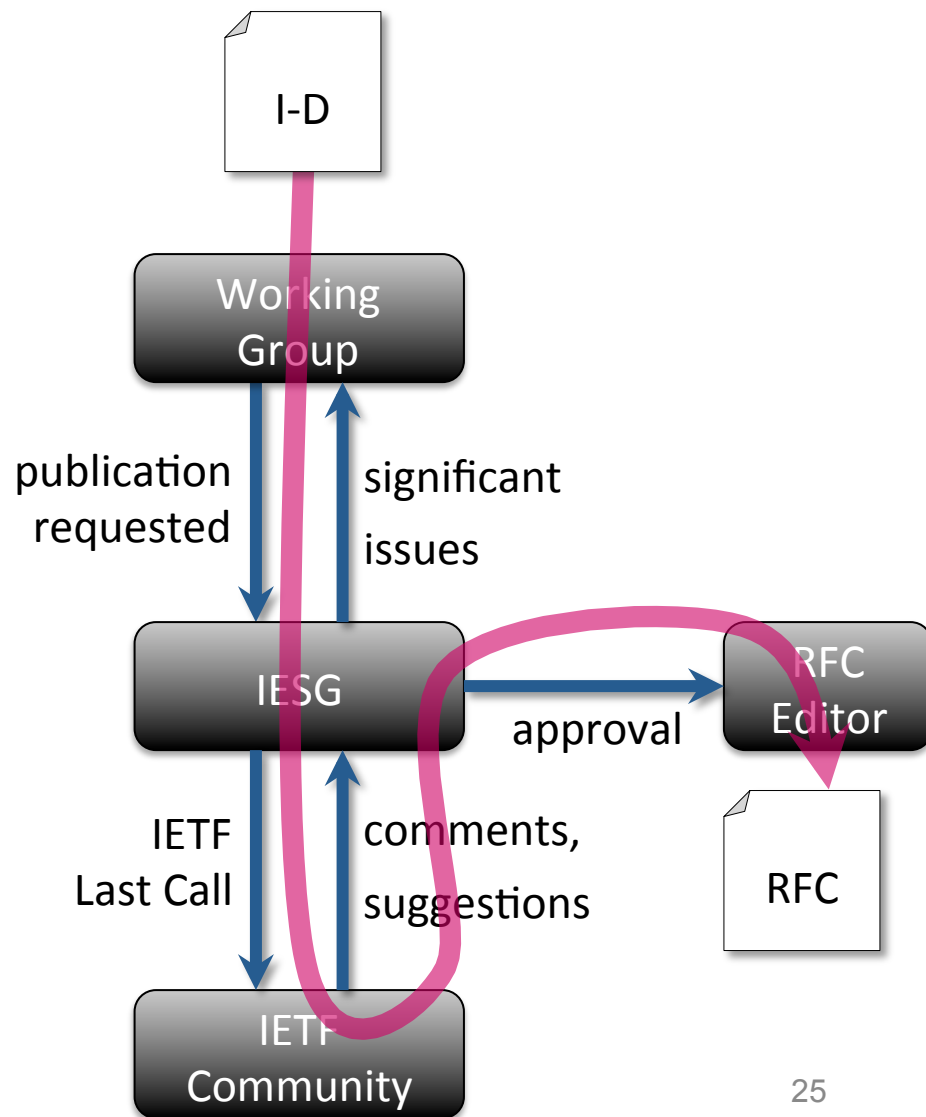 I-D
Working
Group
publication
requested
significant
issues
IESG
approval
RFC
Editor
IETF
Last Call
comments,
suggestions
RFC
IETF
Community
25